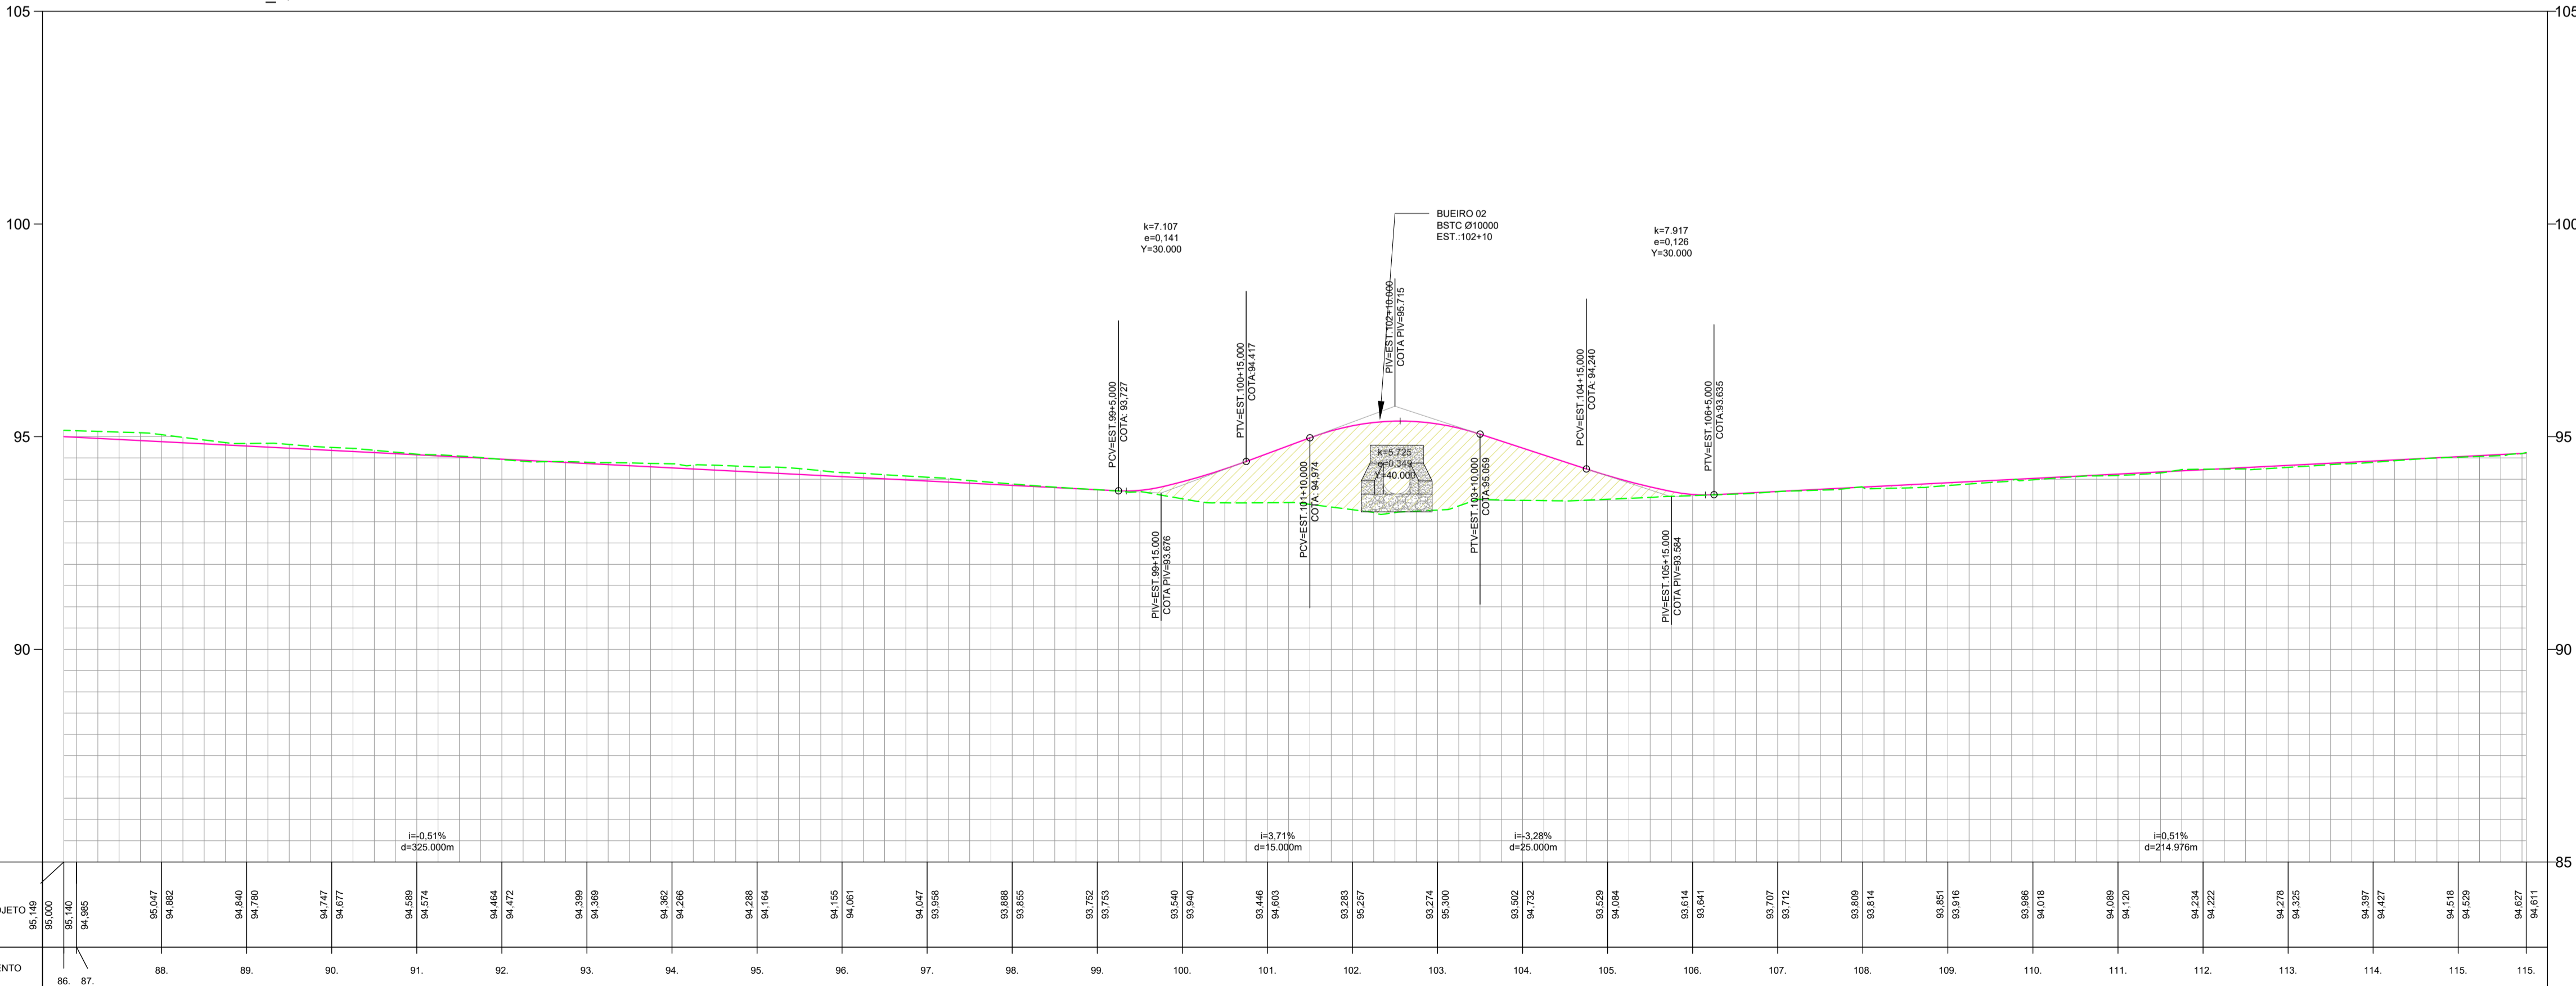 105
105
100
100
95
95
90
90
85
k=7.107
e=0,141
Y=30.000
BUEIRO 02
BSTC Ø10000
EST.:102+10
k=7.917
e=0,126
Y=30.000
PCV=EST.99+5,000
COTA: 93,727
PIV=EST.99+15.000
COTA PIV=93.676
PTV=EST.100+15,000
COTA:94.417
PCV=EST.101+10,000
COTA: 94,974
PIV=EST.102+10.000
COTA PIV=95.715
k=5.725
e=0,349
Y=40.000
PTV=EST.103+10,000
COTA:95.059
PCV=EST.104+15,000
COTA: 94,240
PIV=EST.105+15.000
COTA PIV=93.584
PTV=EST.106+5,000
COTA:93.635
i=-0,51%
d=325.000m
i=3,71%
d=15.000m
i=-3,28%
d=25.000m
i=0,51%
d=214.976m
JETO
95,149
95,000
95,140
94,985
95,047
94,882
94,840
94,780
94,747
94,677
94,589
94,574
94,464
94,472
94,399
94,369
94,362
94,266
94,288
94,164
94,155
94,061
94,047
93,958
93,888
93,855
93,752
93,753
93,540
93,940
93,446
94,603
93,283
95,257
93,274
95,300
93,502
94,732
93,529
94,084
93,614
93,641
93,707
93,712
93,809
93,814
93,851
93,916
93,986
94,018
94,089
94,120
94,234
94,222
94,278
94,325
94,397
94,427
94,518
94,529
94,627
94,611
ENTO
86.
87.
88.
89.
90.
91.
92.
93.
94.
95.
96.
97.
98.
99.
100.
101.
102.
103.
104.
105.
106.
107.
108.
109.
110.
111.
112.
113.
114.
115.
115.